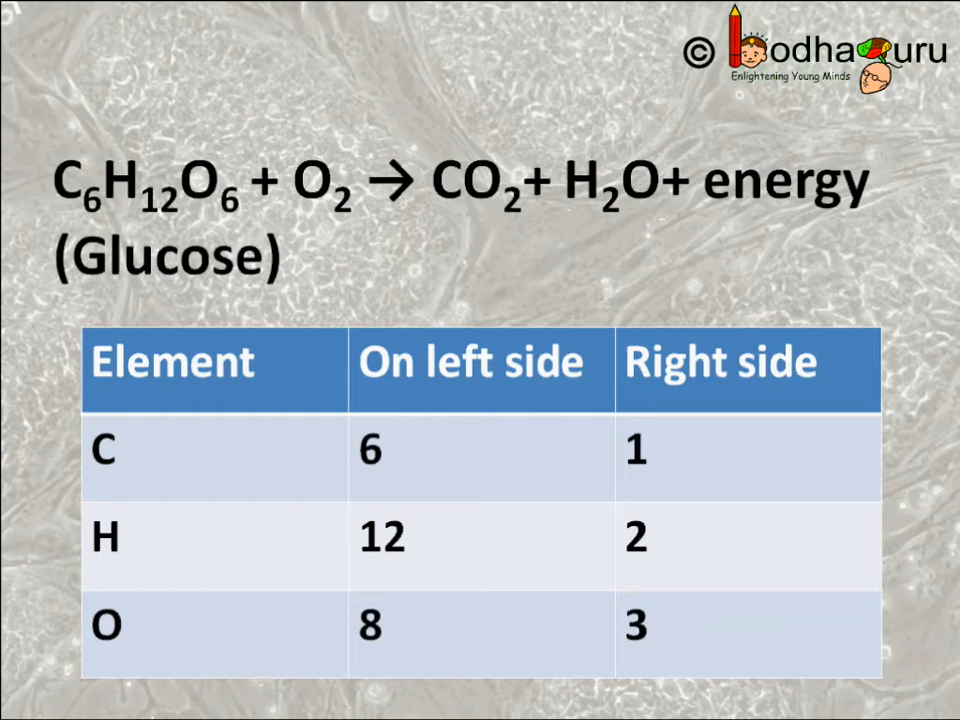 © bodhaguru
Enlightening Young Minds
C₆H₁₂O₆ + O₂ → CO₂+ H₂O+ energy
(Glucose)
Element On left side Right side
C 6 1
H 12 2
O 8 3